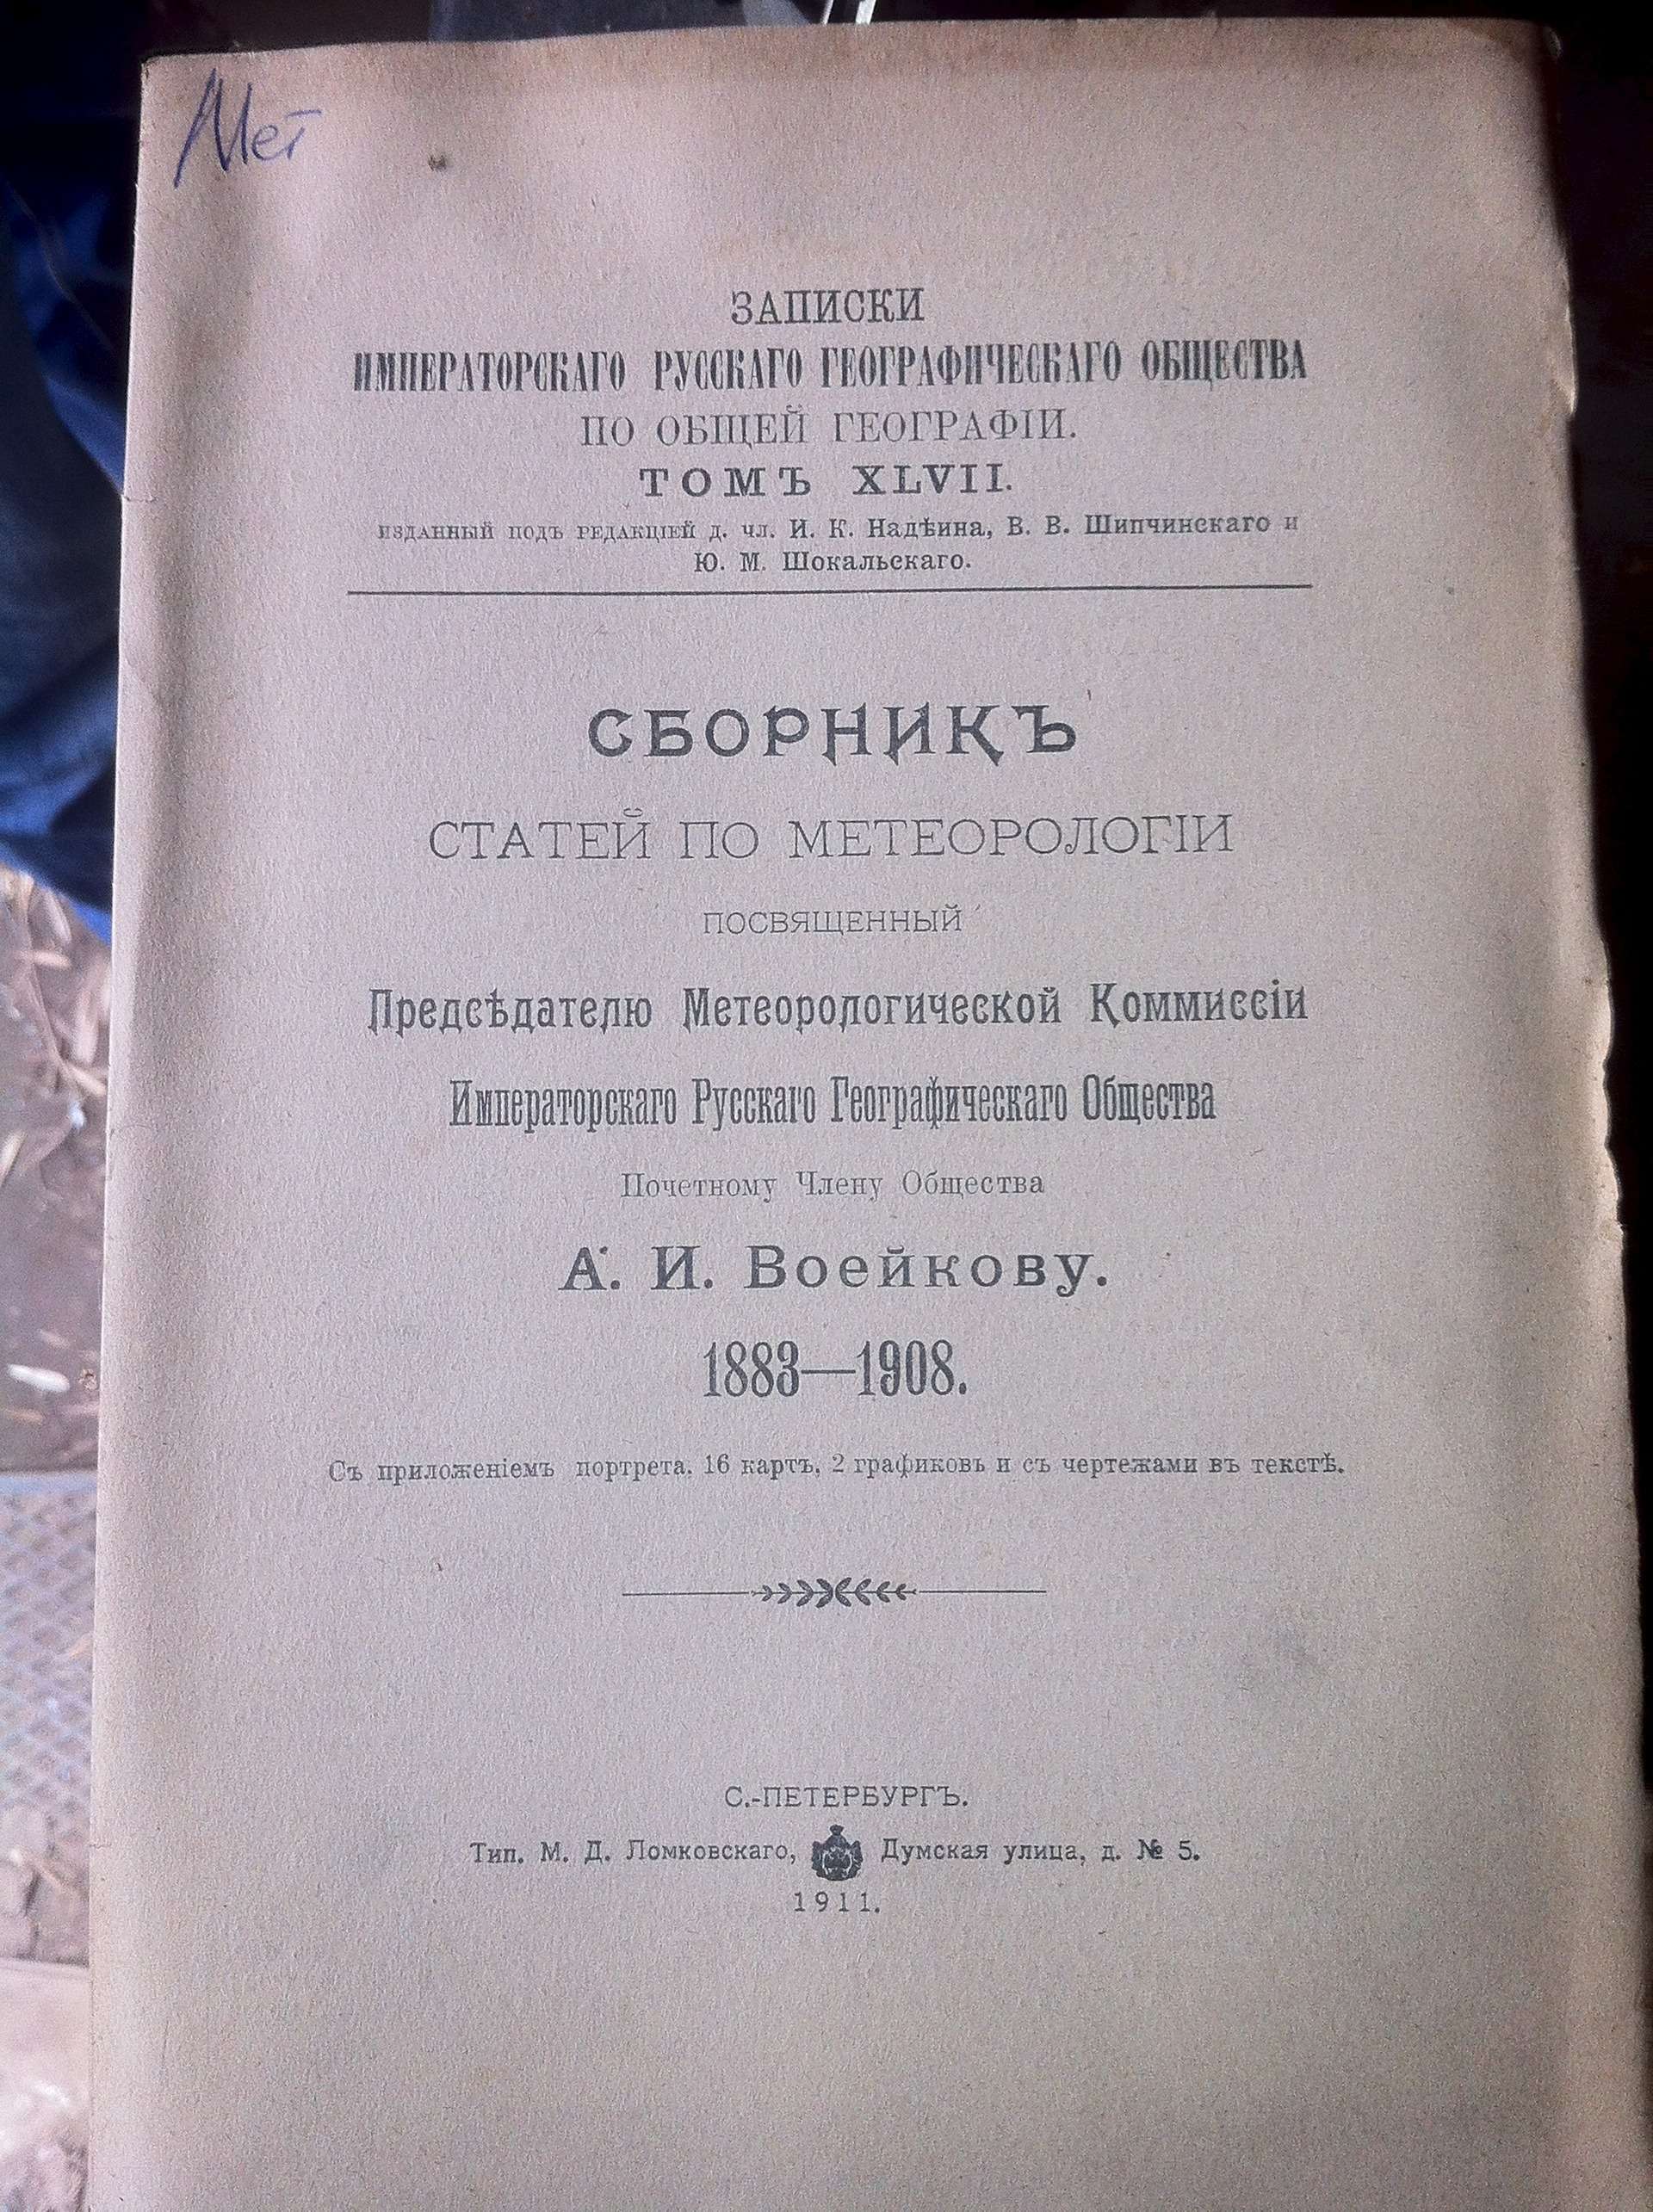 Мет
ЗАПИСКИ
ИМПЕРАТОРСКАГО РУССКАГО ГЕОГРАФИЧЕСКАГО ОБЩЕСТВА
ПО ОБЩЕЙ ГЕОГРАФІИ.
ТОМЪ XLVII.
ИЗДАННЫЙ ПОДЪ РЕДАКЦІЕЙ Д. ЧЛ. И. К. Надѣина, В. В. Шипчинскаго и
Ю. М. Шокальскаго.
СБОРНИКЪ
СТАТЕЙ ПО МЕТЕОРОЛОГІИ
ПОСВЯЩЕННЫЙ
Предсѣдателю Метеорологической Коммиссіи
Императорскаго Русскаго Географическаго Общества
Почетному Члену Общества
А. И. Воейкову.
1883—1908.
Съ приложеніемъ портрета, 16 картъ, 2 графиковъ и съ чертежами въ текстѣ.
С.-ПЕТЕРБУРГЪ.
Тип. М. Д. Ломковскаго, Думская улица, д. № 5.
1911.